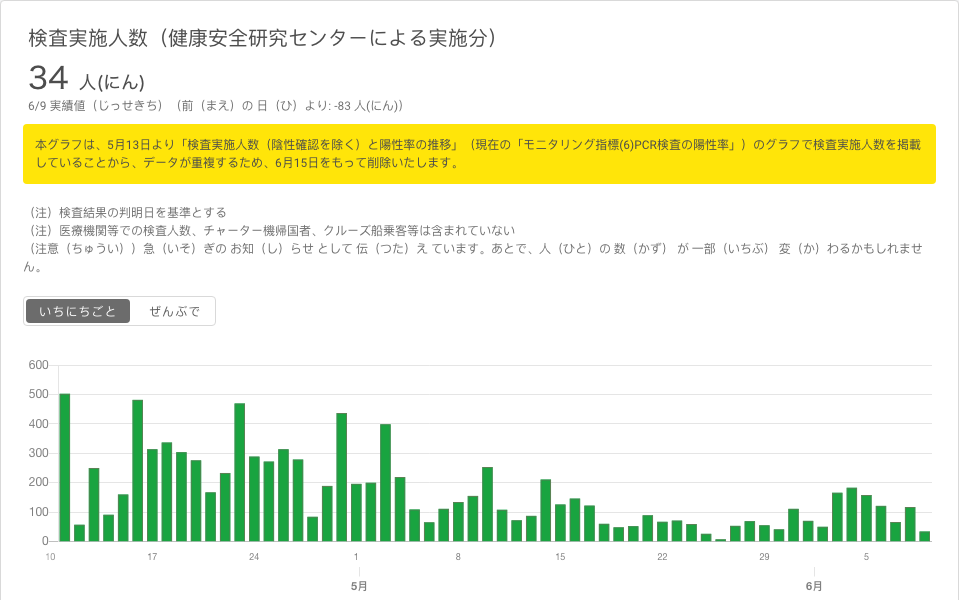 検査実施人数（健康安全研究センターによる実施分）
34 人(にん)
6/9 実績値（じっせきち）（前（まえ）の 日（ひ）より: -83 人(にん)）
本グラフは、5月13日より「検査実施人数（陰性確認を除く）と陽性率の推移」（現在の「モニタリング指標(6)PCR検査の陽性率」）のグラフで検査実施人数を掲載
していることから、データが重複するため、6月15日をもって削除いたします。
（注）検査結果の判明日を基準とする
（注）医療機関等での検査人数、チャーター機帰国者、クルーズ船乗客等は含まれていない
（注意（ちゅうい））急（いそ）ぎの お知（し）らせ として 伝（つた）え ています。あとで、人（ひと）の 数（かず） が 一部（いちぶ） 変（か）わるかもしれませ
ん。
いちにちごと ぜんぶで
600
500
400
300
200
100
0
10 17 24 1 8 15 22 29 5
5月 6月